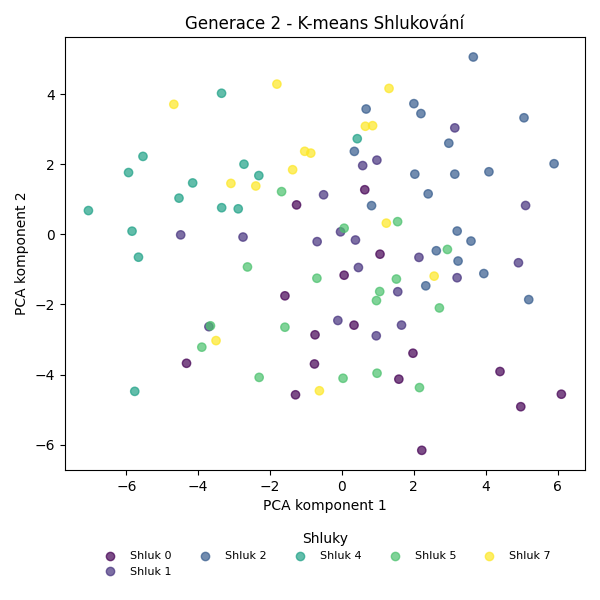 Generace 2 - K-means Shlukování
PCA komponent 2
4
2
0
−2
−4
−6
−6
−4
−2
0
2
4
6
PCA komponent 1
Shluky
Shluk 0
Shluk 2
Shluk 4
Shluk 5
Shluk 7
Shluk 1